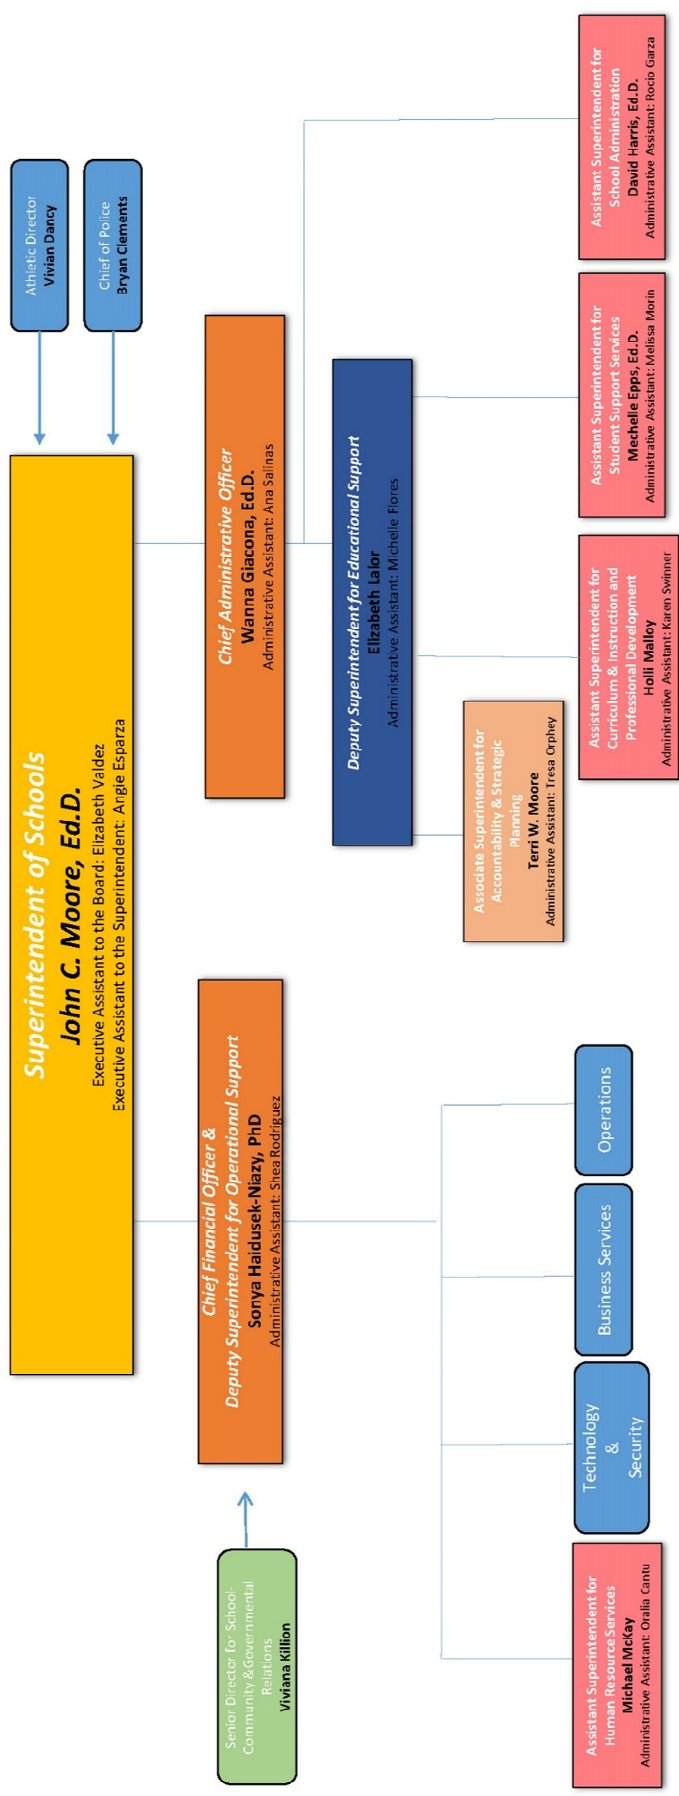 Superintendent of Schools
John C. Moore, Ed.D.
Executive Assistant to the Board: Elizabeth Valdez
Executive Assistant to the Superintendent: Angie Esparza
Athletic Director
Vivian Dancy
Chief of Police
Bryan Clements
Senior Director for School-
Community & Governmental
Relations
Viviana Killion
Chief Financial Officer &
Deputy Superintendent for Operational Support
Sonya Haidusek-Niazy, PhD
Administrative Assistant: Shea Rodriguez
Chief Administrative Officer
Wanna Giacona, Ed.D.
Administrative Assistant: Ana Salinas
Deputy Superintendent for Educational Support
Elizabeth Lalor
Administrative Assistant: Michelle Flores
Associate Superintendent for
Accountability & Strategic
Planning
Terri W. Moore
Administrative Assistant: Tresa Orphey
Assistant Superintendent for
Human Resource Services
Michael McKay
Administrative Assistant: Oralia Cantu
Technology
&
Security
Business Services
Operations
Assistant Superintendent for
Curriculum & Instruction and
Professional Development
Holli Malloy
Administrative Assistant: Karen Swinner
Assistant Superintendent for
Student Support Services
Mechelle Epps, Ed.D.
Administrative Assistant: Melissa Morin
Assistant Superintendent for
School Administration
David Harris, Ed.D.
Administrative Assistant: Rocio Garza